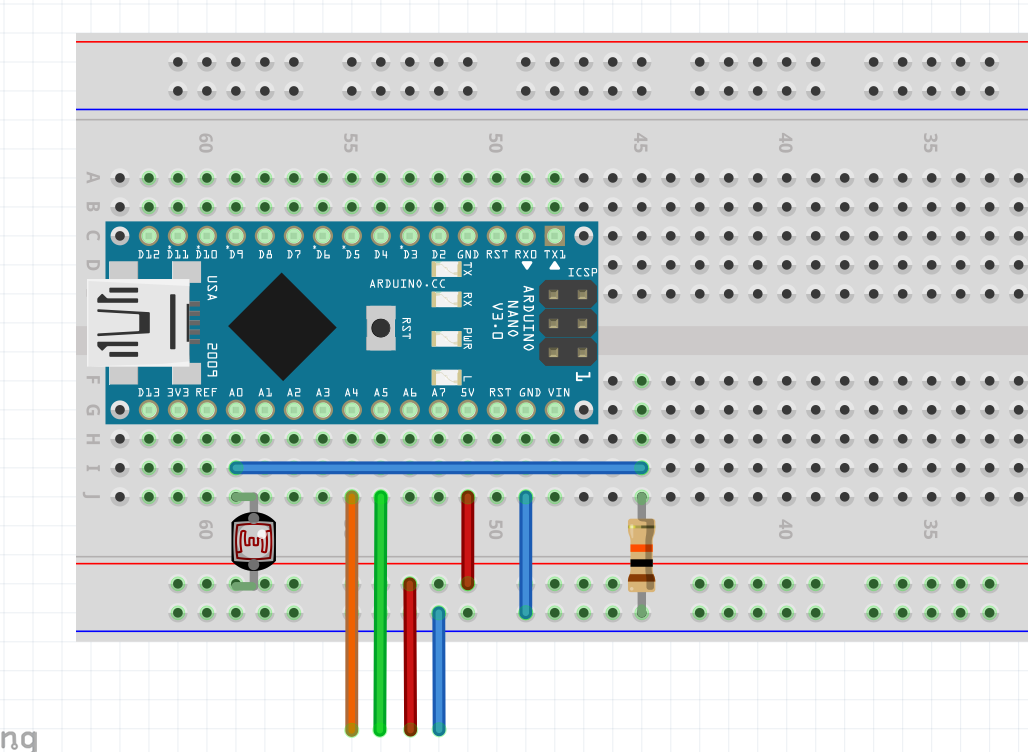 60 55 50 45 40 35
A
B
C
D12 D11 D10 D9 D8 D7 D6 D5 D4 D3 D2 GND RST RX0 TX1
D
TX
ICSP
USA
ARDUINO.CC
RX
ARDUINO
NANO
V3.0
RST
PWR
5009
L
1
F
D13 3V3 REF A0 A1 A2 A3 A4 A5 A6 A7 5V RST GND VIN
G
H
I
J
60 50 40 35
ng